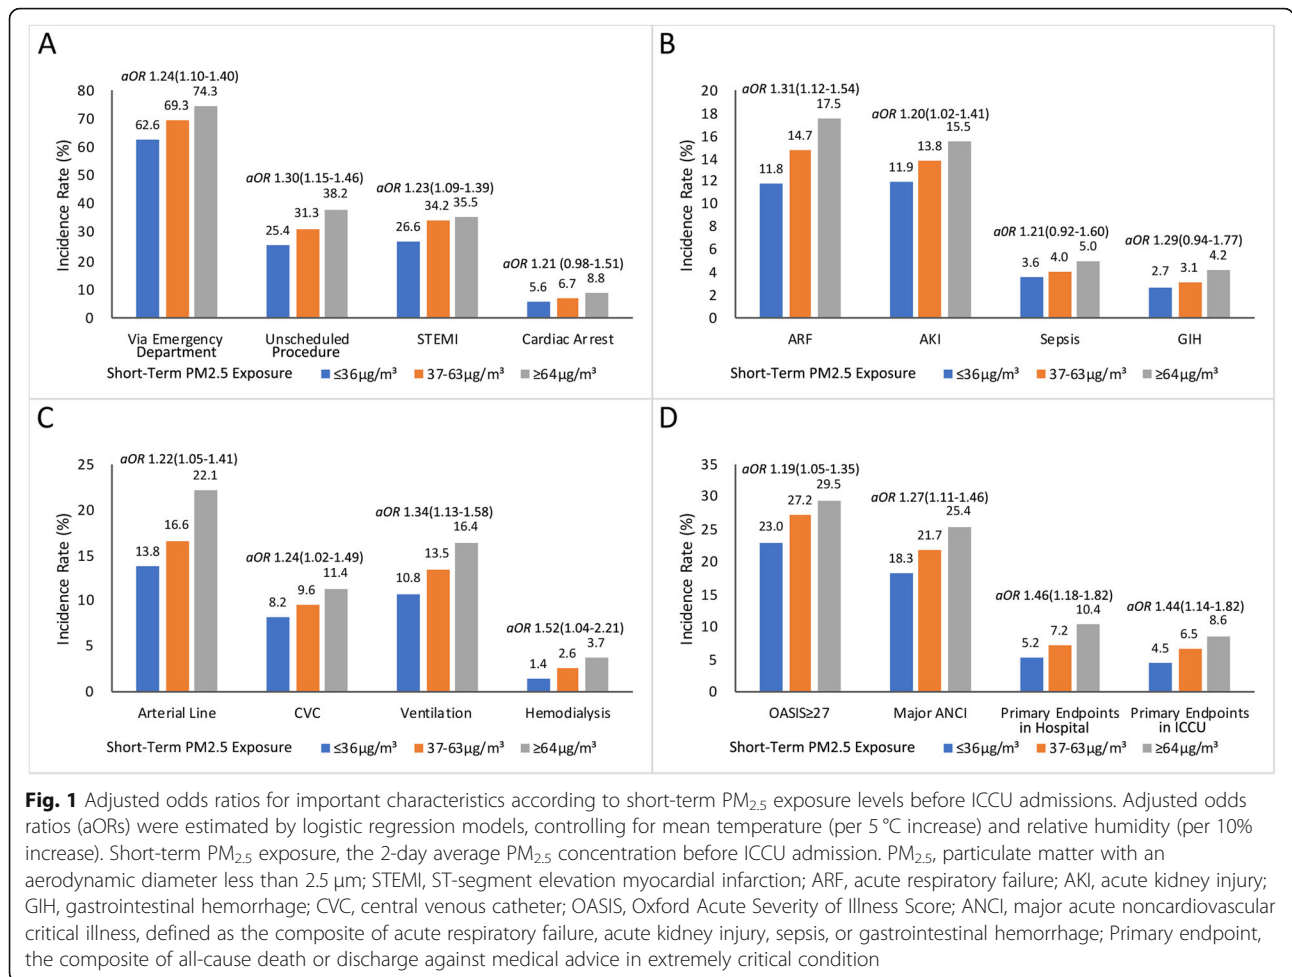 A
aOR 1.24(1.10-1.40)
62.6 69.3 74.3
aOR 1.30(1.15-1.46)
25.4 31.3 38.2
aOR 1.23(1.09-1.39)
26.6 34.2 35.5
aOR 1.21 (0.98-1.51)
5.6 6.7 8.8
Incidence Rate (%)
80
70
60
50
40
30
20
10
0
Via Emergency Department
Unscheduled Procedure
STEMI
Cardiac Arrest
Short-Term PM2.5 Exposure ≤36µg/m³ 37-63µg/m³ ≥64µg/m³
B
aOR 1.31(1.12-1.54)
11.8 14.7 17.5
aOR 1.20(1.02-1.41)
11.9 13.8 15.5
aOR 1.21(0.92-1.60)
3.6 4.0 5.0
aOR 1.29(0.94-1.77)
2.7 3.1 4.2
Incidence Rate (%)
20
18
16
14
12
10
8
6
4
2
0
ARF
AKI
Sepsis
GIH
Short-Term PM2.5 Exposure ≤36µg/m³ 37-63µg/m³ ≥64µg/m³
C
aOR 1.22(1.05-1.41)
13.8 16.6 22.1
aOR 1.24(1.02-1.49)
8.2 9.6 11.4
aOR 1.34(1.13-1.58)
10.8 13.5 16.4
aOR 1.52(1.04-2.21)
1.4 2.6 3.7
Incidence Rate (%)
25
20
15
10
5
0
Arterial Line
CVC
Ventilation
Hemodialysis
Short-Term PM2.5 Exposure ≤36µg/m³ 37-63µg/m³ ≥64µg/m³
D
aOR 1.19(1.05-1.35)
23.0 27.2 29.5
aOR 1.27(1.11-1.46)
18.3 21.7 25.4
aOR 1.46(1.18-1.82)
5.2 7.2 10.4
aOR 1.44(1.14-1.82)
4.5 6.5 8.6
Incidence Rate (%)
35
30
25
20
15
10
5
0
OASIS≥27
Major ANCI
Primary Endpoints in Hospital
Primary Endpoints in ICCU
Short-Term PM2.5 Exposure ≤36µg/m³ 37-63µg/m³ ≥64µg/m³
Fig. 1 Adjusted odds ratios for important characteristics according to short-term PM2.5 exposure levels before ICCU admissions. Adjusted odds
ratios (aORs) were estimated by logistic regression models, controlling for mean temperature (per 5 °C increase) and relative humidity (per 10%
increase). Short-term PM2.5 exposure, the 2-day average PM2.5 concentration before ICCU admission. PM2.5, particulate matter with an
aerodynamic diameter less than 2.5 µm; STEMI, ST-segment elevation myocardial infarction; ARF, acute respiratory failure; AKI, acute kidney injury;
GIH, gastrointestinal hemorrhage; CVC, central venous catheter; OASIS, Oxford Acute Severity of Illness Score; ANCI, major acute noncardiovascular
critical illness, defined as the composite of acute respiratory failure, acute kidney injury, sepsis, or gastrointestinal hemorrhage; Primary endpoint,
the composite of all-cause death or discharge against medical advice in extremely critical condition